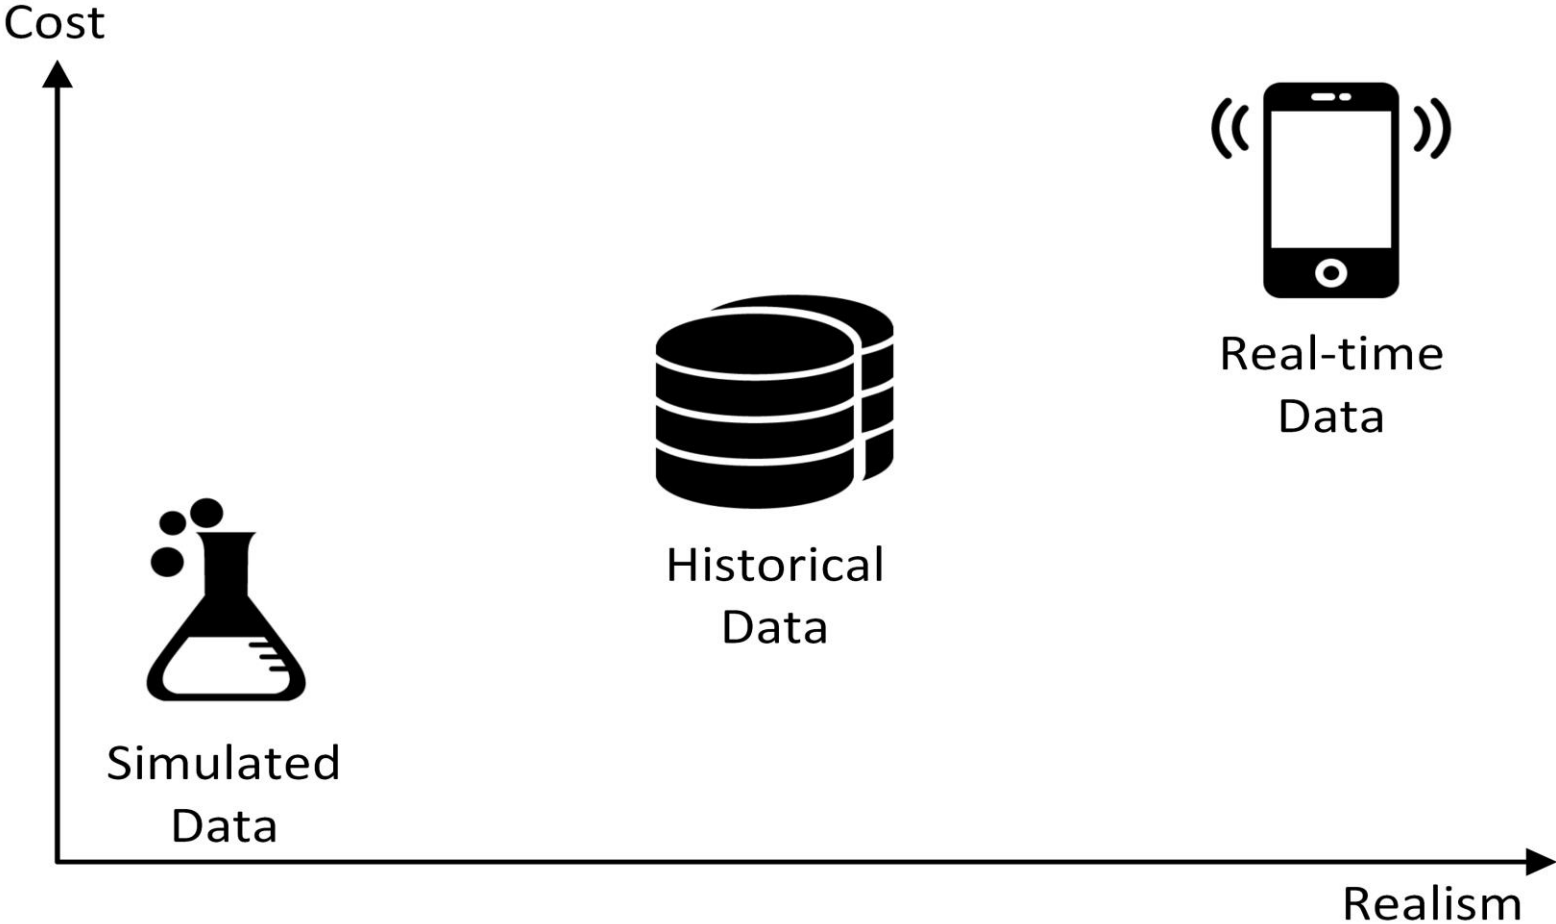 Cost
Real-time
Data
Historical
Data
Simulated
Data
Realism